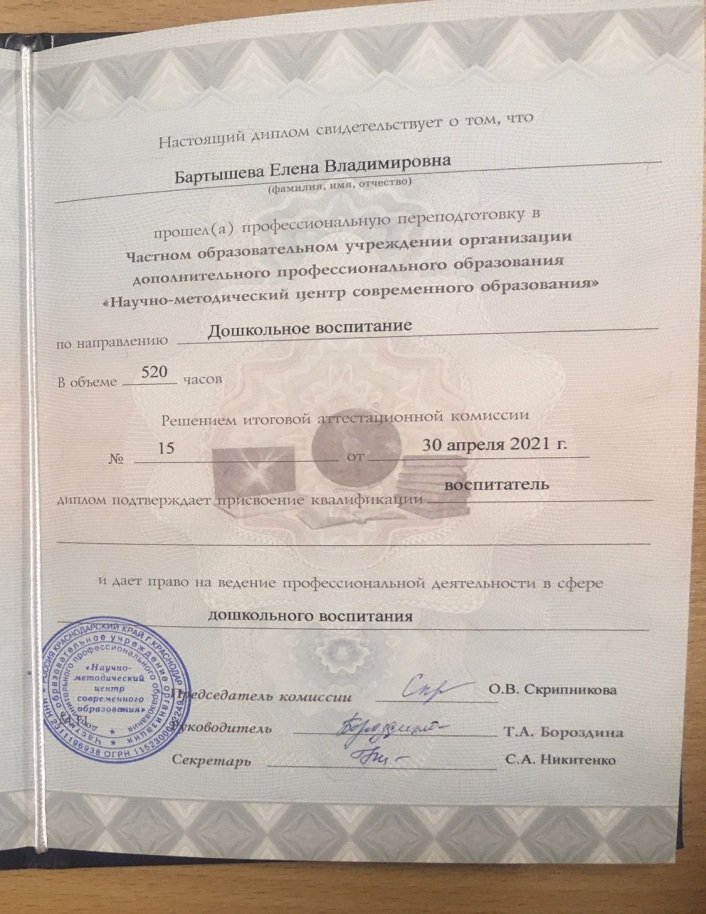 Настоящий диплом свидетельствует о том, что
Бартышева Елена Владимировна
(фамилия, имя, отчество)
прошел(а) профессиональную переподготовку в
Частном образовательном учреждении организации
дополнительного профессионального образования
«Научно-методический центр современного образования»
по направлению Дошкольное воспитание
В объеме 520 часов
Решением итоговой аттестационной комиссии
№ 15 от 30 апреля 2021 г.
диплом подтверждает присвоение квалификации воспитатель
и дает право на ведение профессиональной деятельности в сфере
дошкольного воспитания
«Научно-
методический
центр
современного
образования»
Председатель комиссии О.В. Скрипникова
Руководитель Т.А. Бороздина
Секретарь С.А. Никитенко